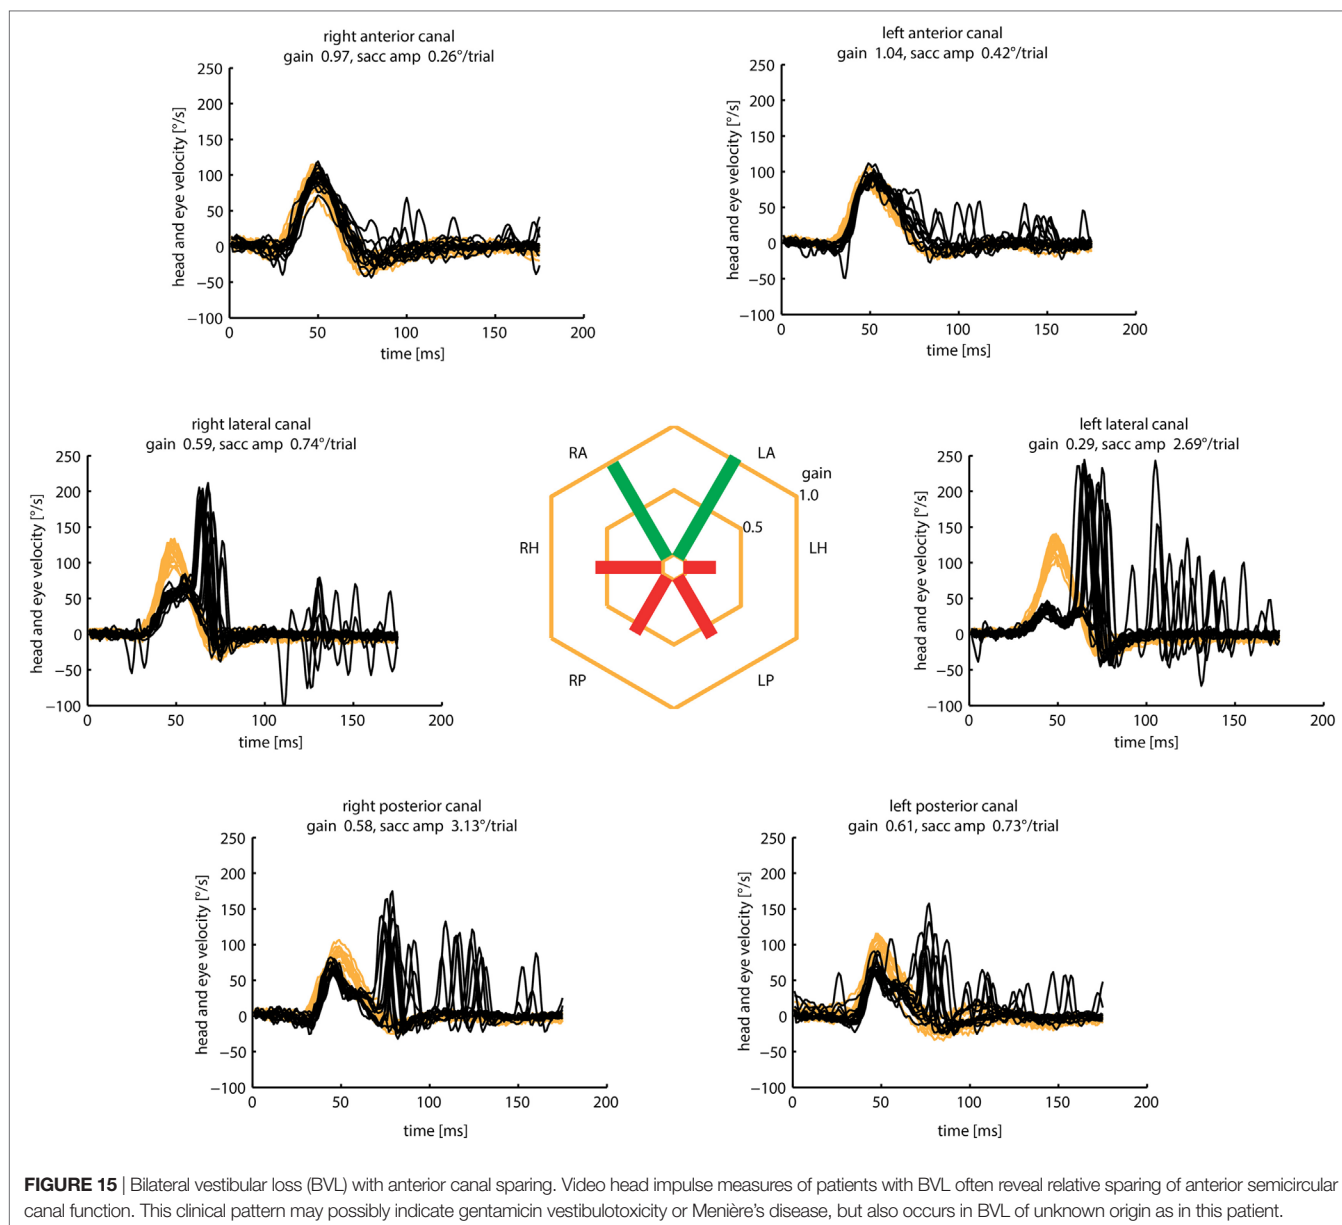 right anterior canal
gain 0.97, sacc amp 0.26°/trial
250
200
150
100
50
0
−50
−100
head and eye velocity [°/s]
0 50 100 150 200
time [ms]
left anterior canal
gain 1.04, sacc amp 0.42°/trial
250
200
150
100
50
0
−50
−100
head and eye velocity [°/s]
0 50 100 150 200
time [ms]
right lateral canal
gain 0.59, sacc amp 0.74°/trial
250
200
150
100
50
0
−50
−100
head and eye velocity [°/s]
0 50 100 150 200
time [ms]
RA LA
gain
1.0
0.5
RH LH
RP LP
left lateral canal
gain 0.29, sacc amp 2.69°/trial
250
200
150
100
50
0
−50
−100
head and eye velocity [°/s]
0 50 100 150 200
time [ms]
right posterior canal
gain 0.58, sacc amp 3.13°/trial
250
200
150
100
50
0
−50
−100
head and eye velocity [°/s]
0 50 100 150 200
time [ms]
left posterior canal
gain 0.61, sacc amp 0.73°/trial
250
200
150
100
50
0
−50
−100
head and eye velocity [°/s]
0 50 100 150 200
time [ms]
FIGURE 15 | Bilateral vestibular loss (BVL) with anterior canal sparing. Video head impulse measures of patients with BVL often reveal relative sparing of anterior semicircular
canal function. This clinical pattern may possibly indicate gentamicin vestibulotoxicity or Menière's disease, but also occurs in BVL of unknown origin as in this patient.